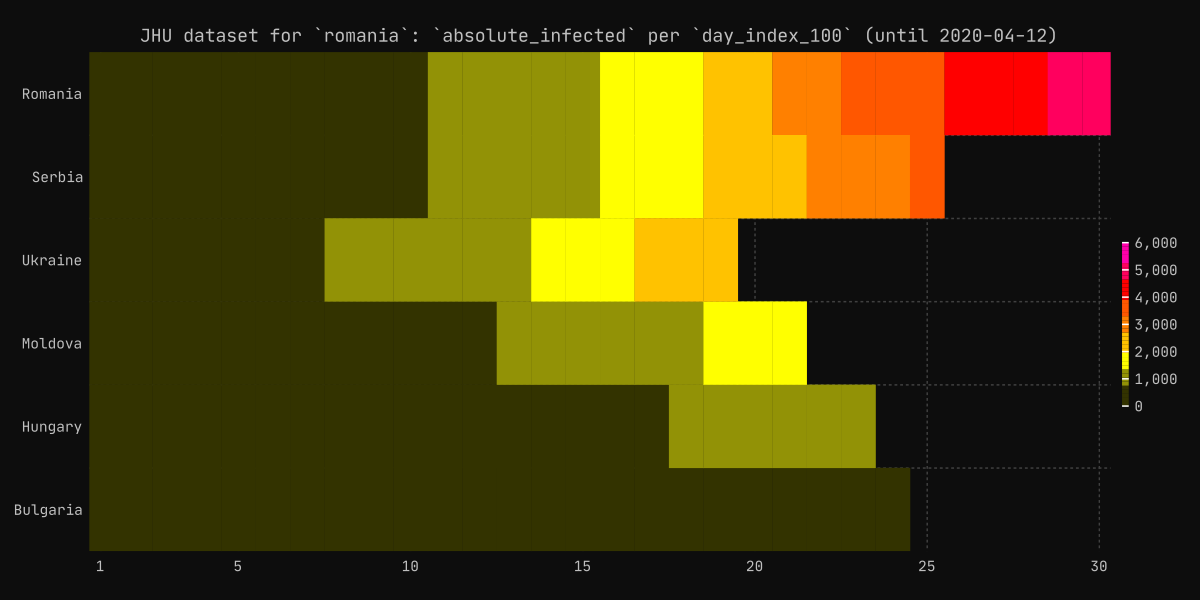 JHU dataset for `romania`: `absolute_infected` per `day_index_100` (until 2020-04-12)
Romania
Serbia
Ukraine
Moldova
Hungary
Bulgaria
6,000
5,000
4,000
3,000
2,000
1,000
0
1 5 10 15 20 25 30